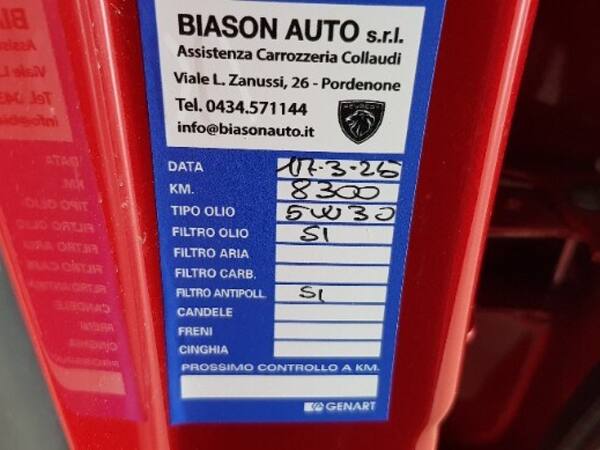 BIASON AUTO s.r.l.
Assistenza Carrozzeria Collaudi
Viale L. Zanussi, 26 - Pordenone
Tel. 0434.571144
info@biasonauto.it
PEUGEOT
DATA 17-3-26
KM. 8300
TIPO OLIO 5W30
FILTRO OLIO SI
FILTRO ARIA
FILTRO CARB.
FILTRO ANTIPOLL. SI
CANDELE
FRENI
CINGHIA
PROSSIMO CONTROLLO A KM.
GENART